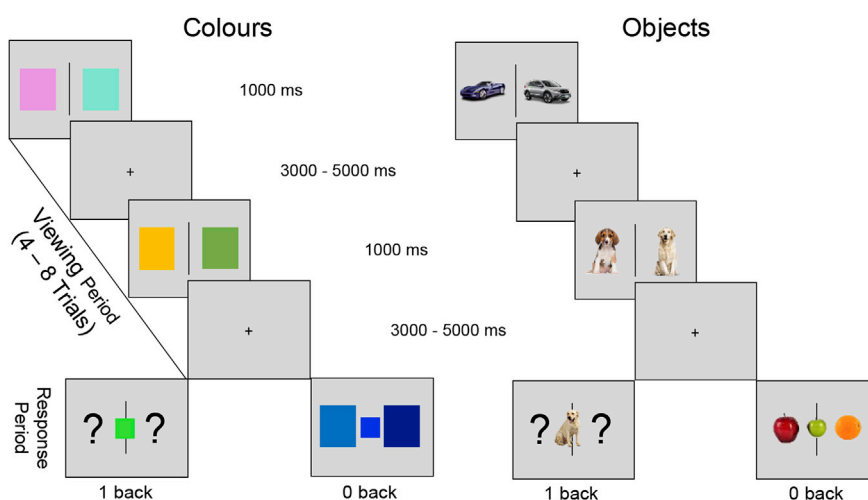 Colours
Objects
1000 ms
+
3000 - 5000 ms
+
1000 ms
+
3000 - 5000 ms
+
Viewing Period
(4 – 8 Trials)
Response
Period
? ?
? ?
1 back
0 back
1 back
0 back